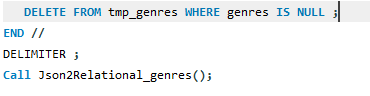 DELETE FROM tmp_genres WHERE genres IS NULL ;
END //
DELIMITER ;
Call Json2Relational_genres();